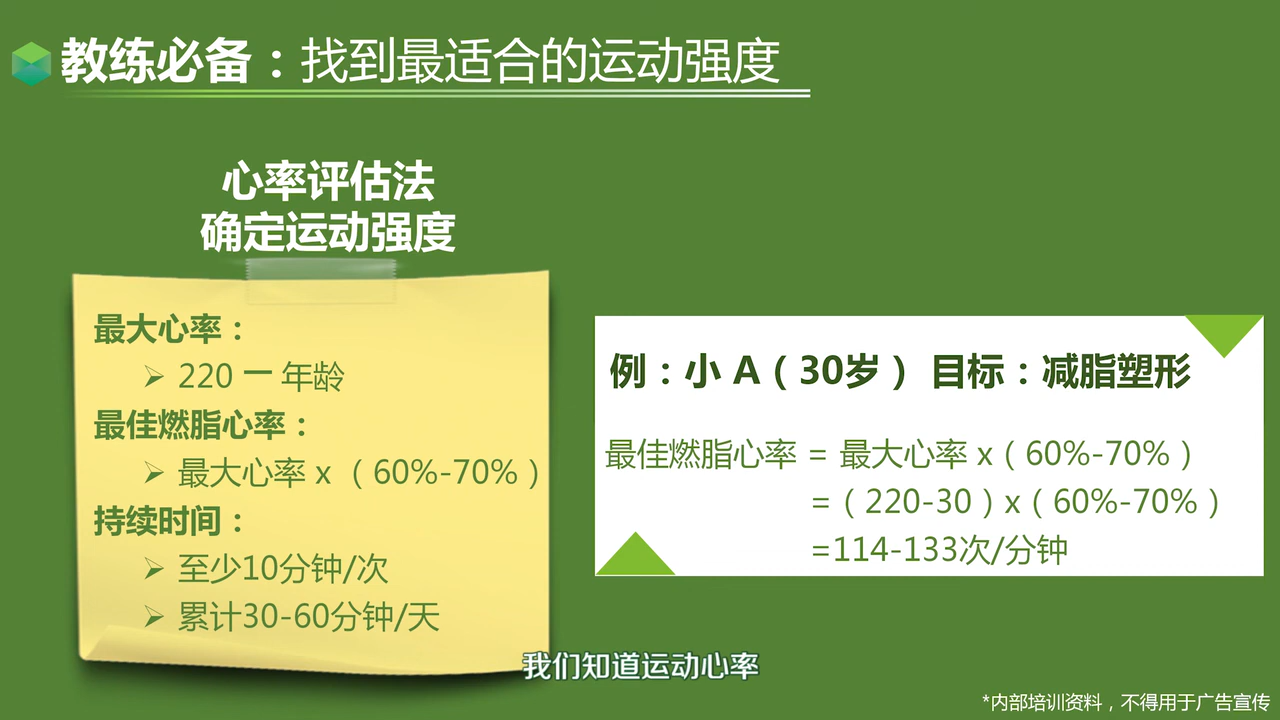 教练必备：找到最适合的运动强度
心率评估法
确定运动强度
最大心率：
➢ 220 一 年龄
最佳燃脂心率：
➢ 最大心率 x （60%-70%）
持续时间：
➢ 至少10分钟/次
➢ 累计30-60分钟/天
例：小 A（30岁） 目标：减脂塑形
最佳燃脂心率 = 最大心率 x（60%-70%）
=（220-30）x（60%-70%）
=114-133次/分钟
我们知道运动心率
*内部培训资料，不得用于广告宣传